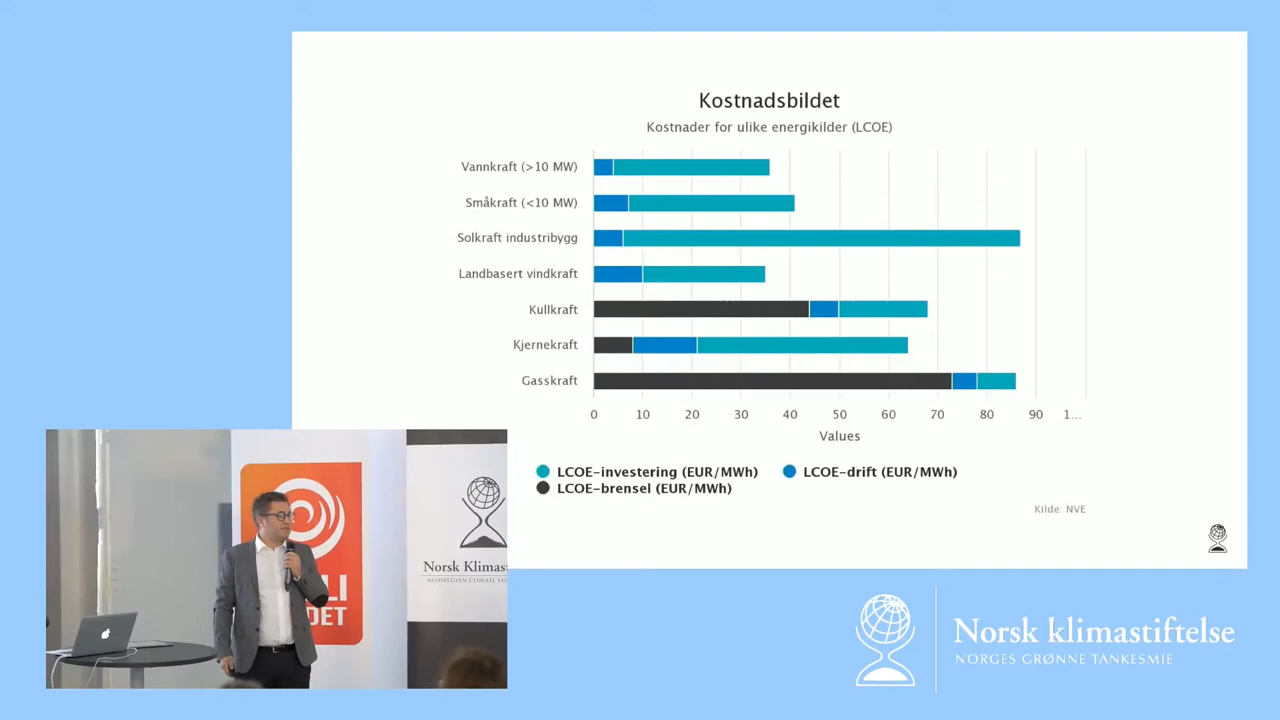 Kostnadsbildet
Kostnader for ulike energikilder (LCOE)
Vannkraft (>10 MW)
Småkraft (<10 MW)
Solkraft industribygg
Landbasert vindkraft
Kullkraft
Kjernekraft
Gasskraft
0 10 20 30 40 50 60 70 80 90 1...
Values
LCOE-investering (EUR/MWh) LCOE-drift (EUR/MWh)
LCOE-brensel (EUR/MWh)
Kilde: NVE
Norsk Klimas
NORWEGIAN CLIMATE
LI
DET
Norsk klimastiftelse
NORGES GRØNNE TANKESMIE